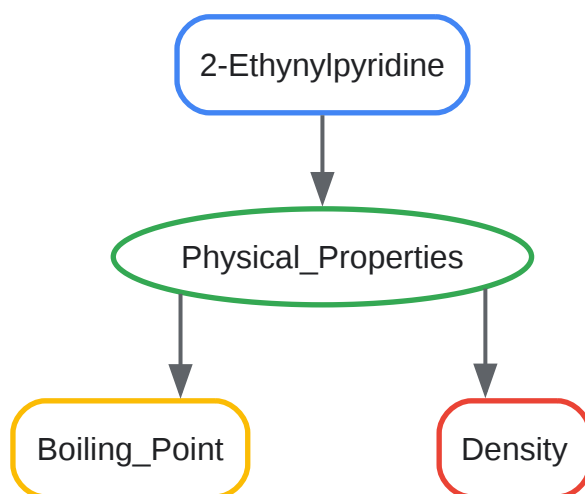 2-Ethynylpyridine
Physical_Properties
Boiling_Point
Density